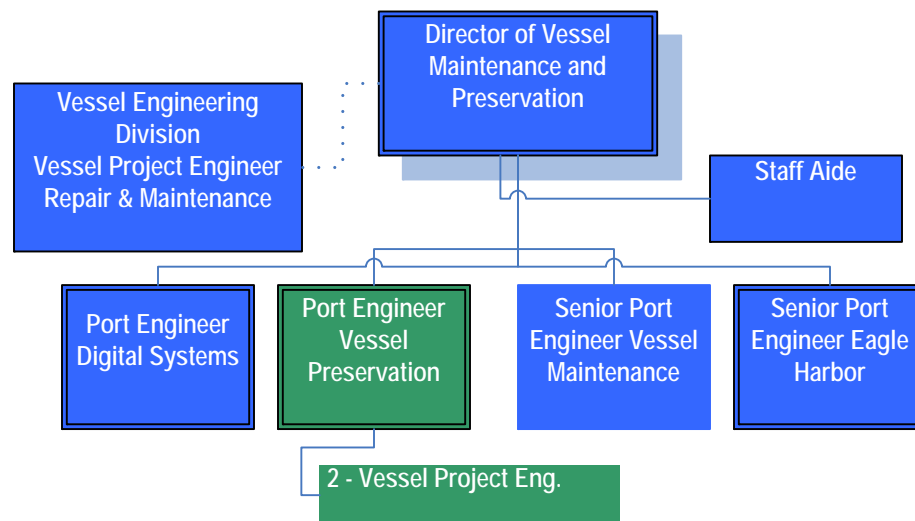 Director of Vessel
Maintenance and
Preservation
Vessel Engineering
Division
Vessel Project Engineer
Repair & Maintenance
Staff Aide
Port Engineer
Digital Systems
Port Engineer
Vessel
Preservation
Senior Port
Engineer Vessel
Maintenance
Senior Port
Engineer Eagle
Harbor
2 - Vessel Project Eng.